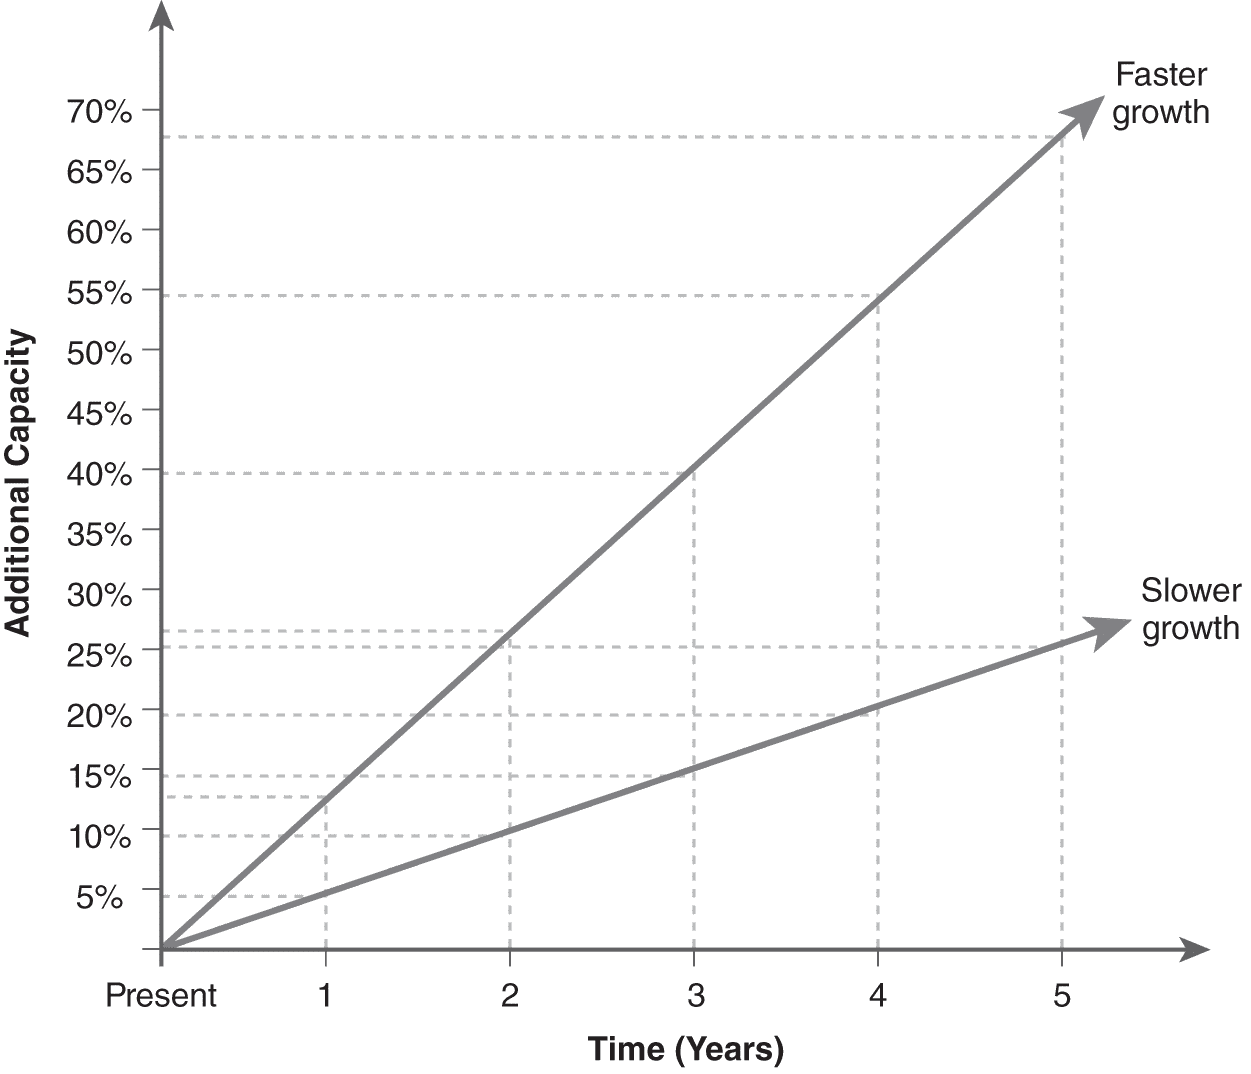 Faster
growth
70%
65%
60%
55%
50%
45%
40%
35%
30%
25%
20%
15%
10%
5%
Additional Capacity
Slower
growth
Present 1 2 3 4 5
Time (Years)